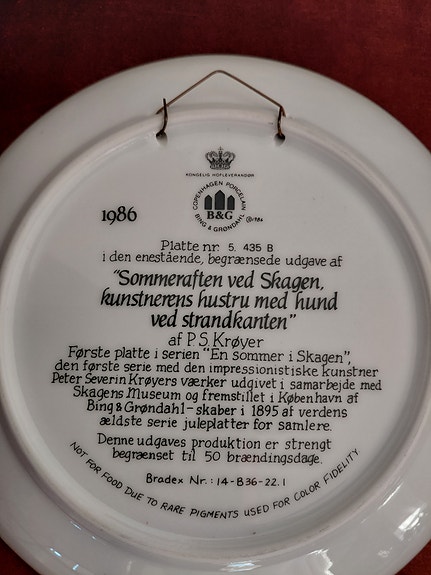 KONGELIG HOFLEVERANDØR
COPENHAGEN PORCELAIN
B&G
BING & GRØNDAHL
©1986
1986
Platte nr. 5. 435 B
i den enestående, begrænsede udgave af
"Sommeraften ved Skagen,
kunstnerens hustru med hund
ved strandkanten"
af P.S. Krøyer
Første platte i serien "En sommer i Skagen",
den første serie med den impressionistiske kunstner
Peter Severin Krøyers værker udgivet i samarbejde med
Skagens Museum og fremstillet i København af
Bing & Grøndahl - skaber i 1895 af verdens
ældste serie juleplatter for samlere.
Denne udgaves produktion er strengt
begrænset til 50 brændingsdage.
Bradex Nr.: 14-B36-22.1
NOT FOR FOOD DUE TO RARE PIGMENTS USED FOR COLOR FIDELITY.